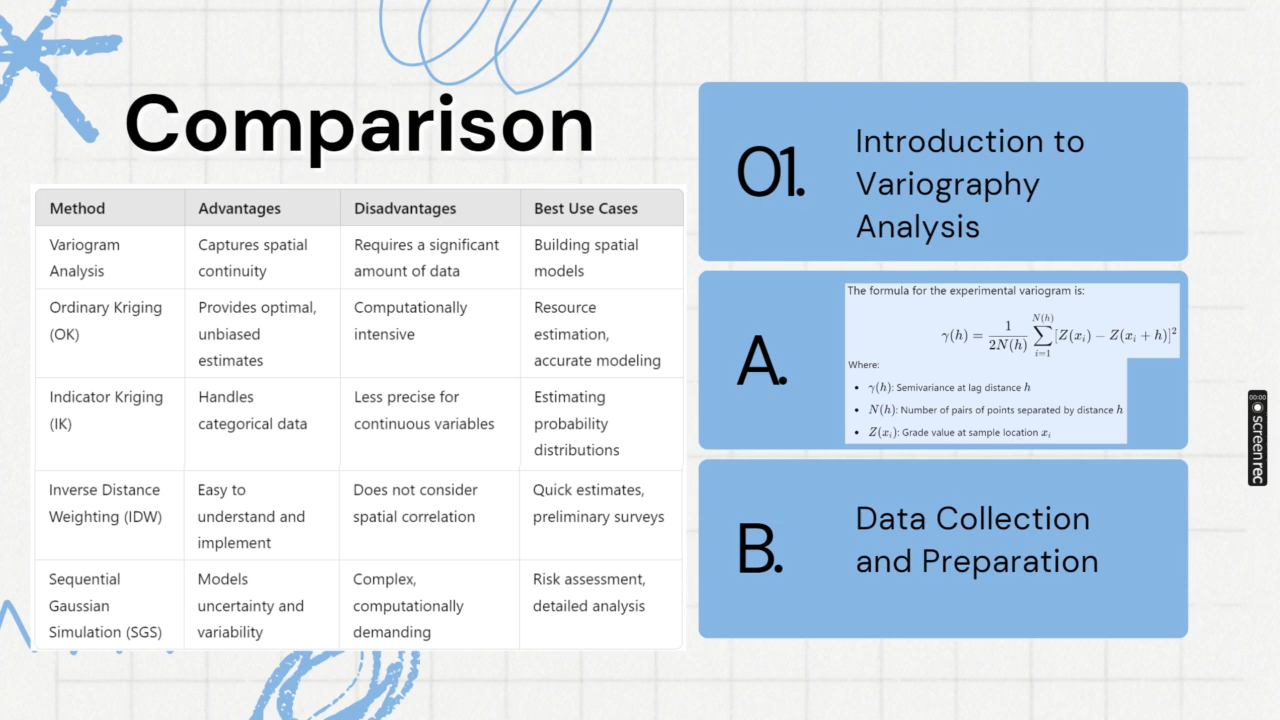 Comparison
Method Advantages Disadvantages Best Use Cases
Variogram Captures spatial Requires a significant Building spatial
Analysis continuity amount of data models
Ordinary Kriging Provides optimal, Computationally Resource
(OK) unbiased intensive estimation,
estimates accurate modeling
Indicator Kriging Handles Less precise for Estimating
(IK) categorical data continuous variables probability
distributions
Inverse Distance Easy to Does not consider Quick estimates,
Weighting (IDW) understand and spatial correlation preliminary surveys
implement
Sequential Models Complex, Risk assessment,
Gaussian uncertainty and computationally detailed analysis
Simulation (SGS) variability demanding
01.
Introduction to
Variography
Analysis
A.
The formula for the experimental variogram is:
γ(h) = 1/2N(h) ∑_{i=1}^{N(h)} [Z(x_i) − Z(x_i + h)]²
Where:
• γ(h): Semivariance at lag distance h
• N(h): Number of pairs of points separated by distance h
• Z(x_i): Grade value at sample location x_i
B.
Data Collection
and Preparation
00:00
screenrec